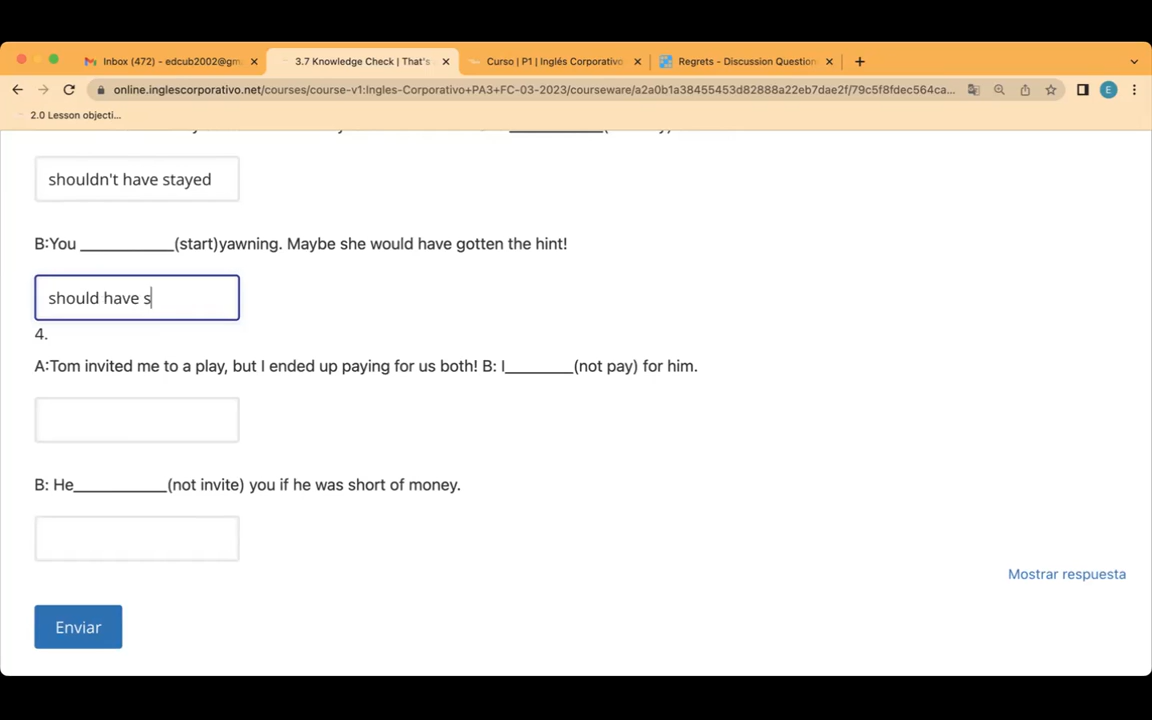 Inbox (472) - edcub2002@gm
3.7 Knowledge Check | That's
Curso | P1 | Inglés Corporativo
Regrets - Discussion Question
online.inglescorporativo.net/courses/course-v1:Ingles-Corporativo+PA3+FC-03-2023/courseware/a2a0b1a38455453d82888a22eb7dae2f/79c5f8fdec564ca...
E
2.0 Lesson objecti...
shouldn't have stayed
B:You ____________(start)yawning. Maybe she would have gotten the hint!
should have s
4.
A:Tom invited me to a play, but I ended up paying for us both! B: I_________(not pay) for him.
B: He____________(not invite) you if he was short of money.
Mostrar respuesta
Enviar